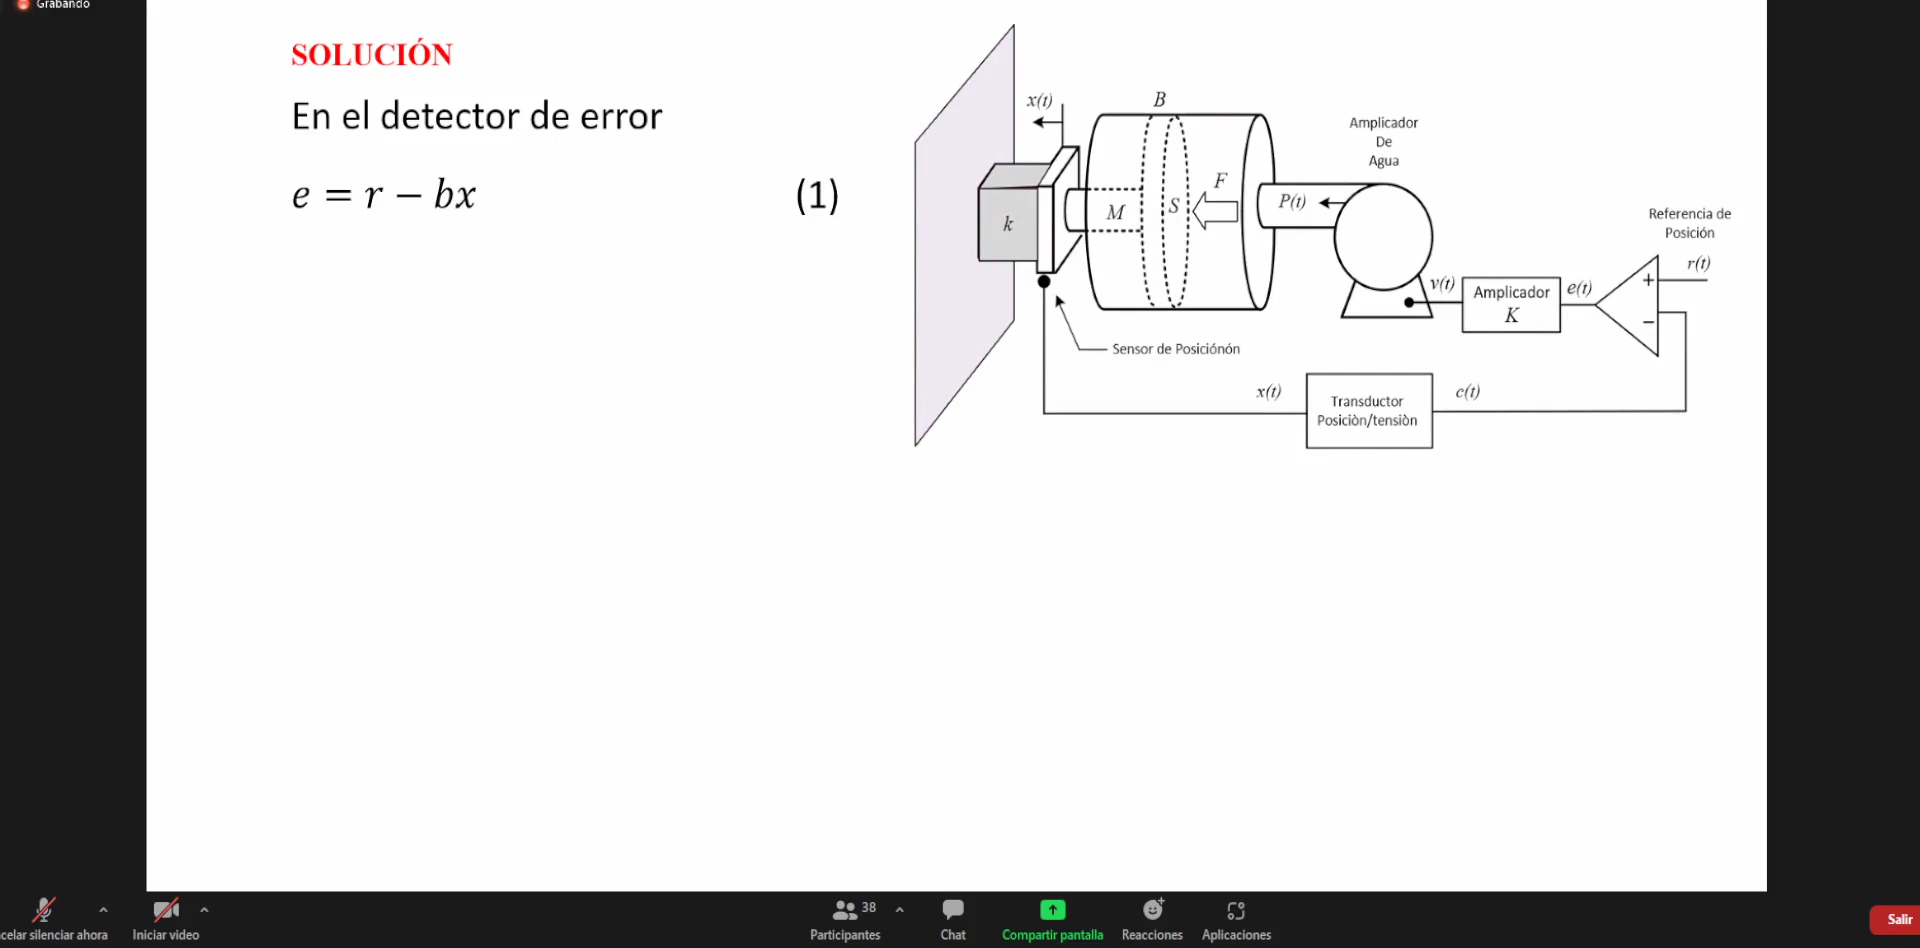 Grabando
SOLUCIÓN
En el detector de error
e = r − bx (1)
x(t)
B
Amplicador
De
Agua
k
M
S
F
P(t)
Referencia de
Posición
r(t)
v(t)
Amplicador
K
e(t)
+
−
Sensor de Posiciónón
x(t)
Transductor
Posiciòn/tensiòn
c(t)
celar silenciar ahora
Iniciar video
38
Participantes
Chat
Compartir pantalla
Reacciones
Aplicaciones
Salir